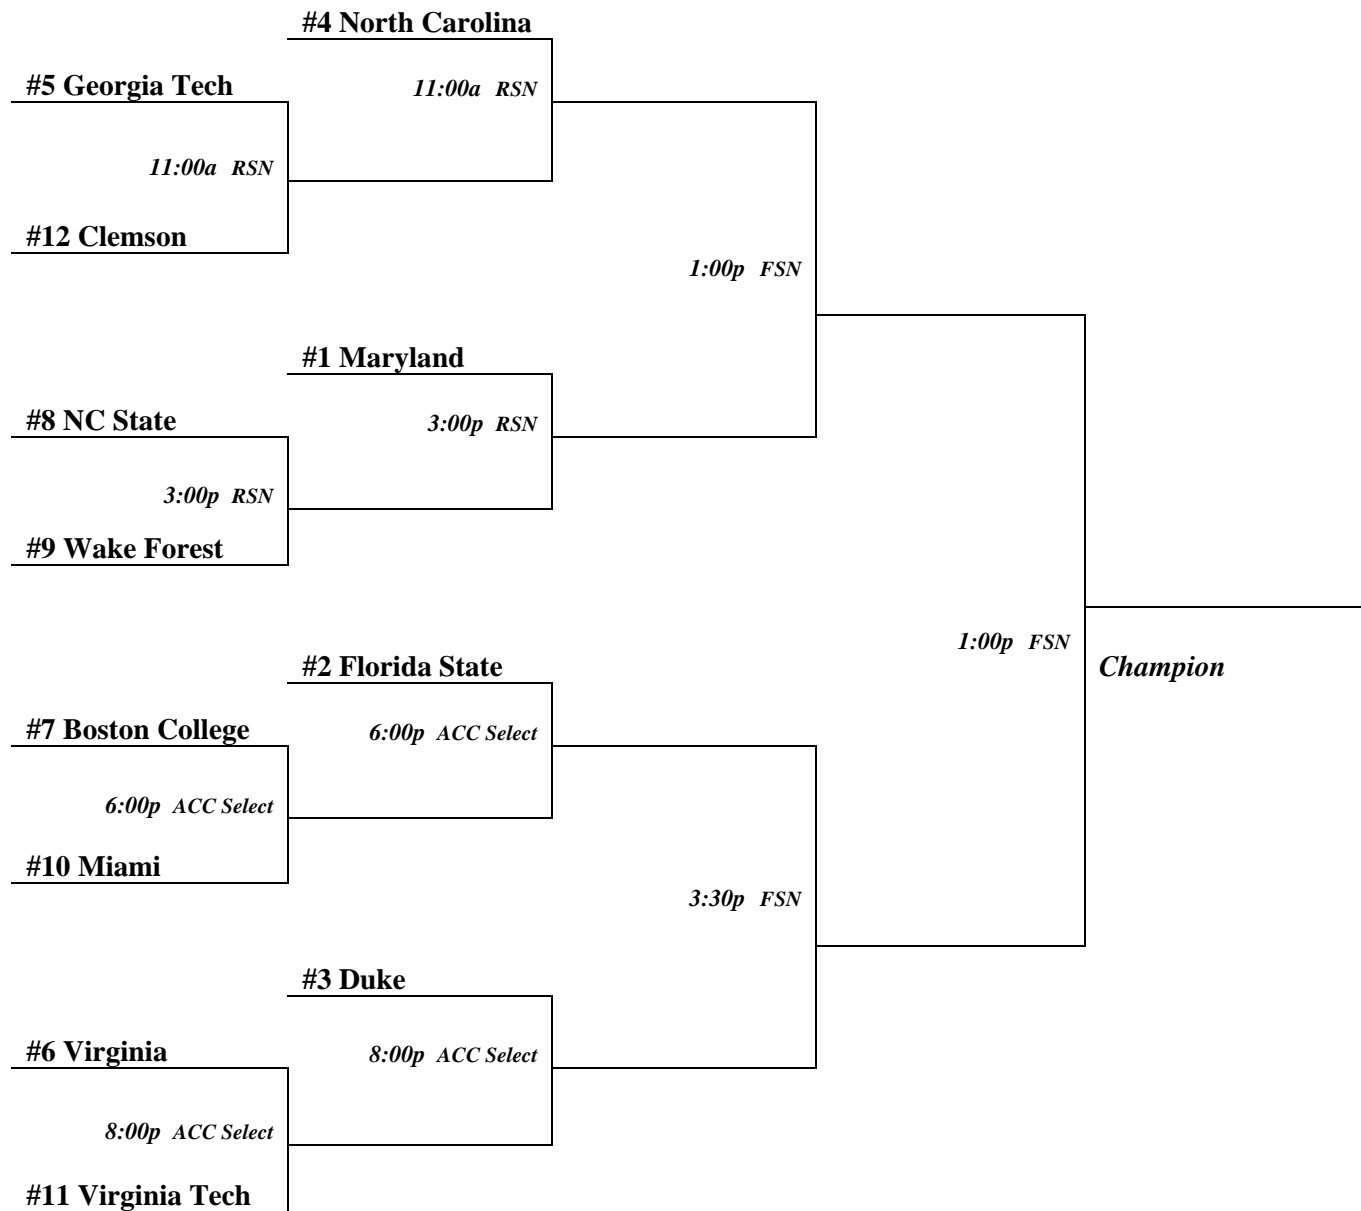 #4 North Carolina
#5 Georgia Tech
11:00a RSN
11:00a RSN
#12 Clemson
1:00p FSN
#1 Maryland
#8 NC State
3:00p RSN
3:00p RSN
#9 Wake Forest
1:00p FSN
Champion
#2 Florida State
#7 Boston College
6:00p ACC Select
6:00p ACC Select
#10 Miami
3:30p FSN
#3 Duke
#6 Virginia
8:00p ACC Select
8:00p ACC Select
#11 Virginia Tech